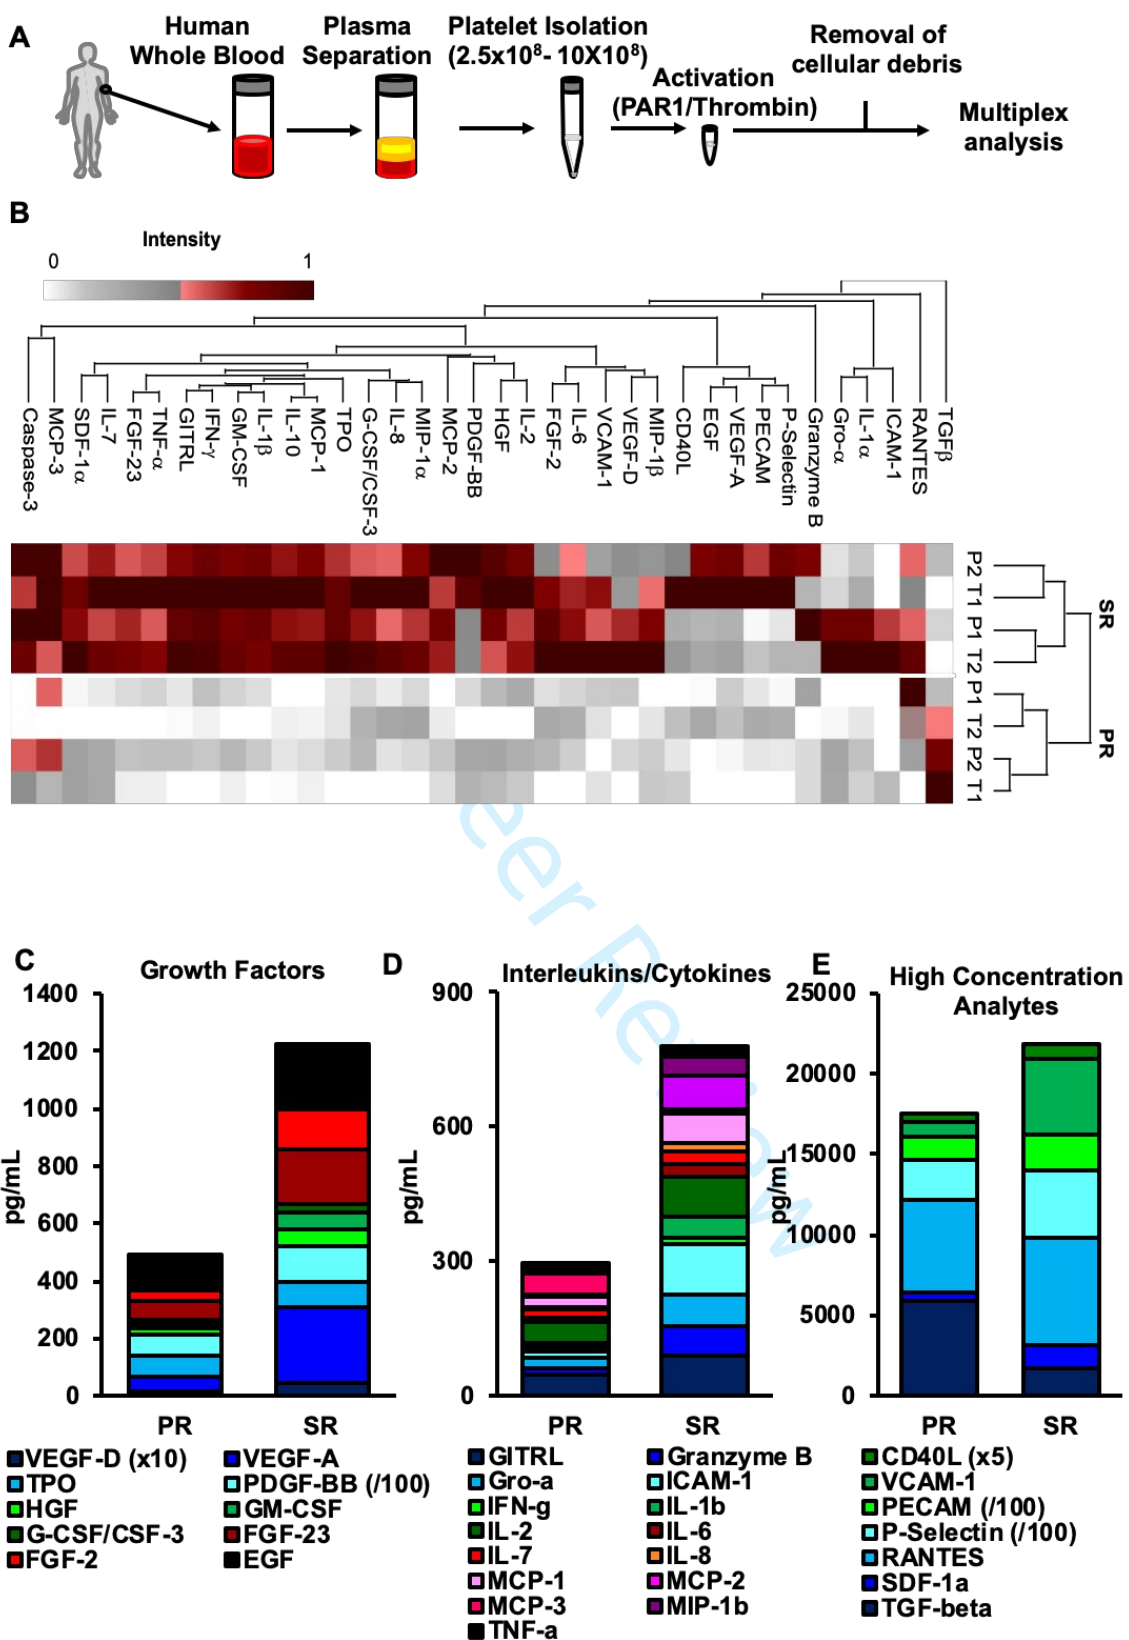 A
Human
Whole Blood
Plasma
Separation
Platelet Isolation
(2.5x10⁸- 10X10⁸)
Activation
(PAR1/Thrombin)
Removal of
cellular debris
Multiplex
analysis
B
Intensity
0 1
Caspase-3
MCP-3
SDF-1α
IL-7
FGF-23
TNF-α
GITRL
IFN-γ
GM-CSF
IL-1β
IL-10
MCP-1
TPO
G-CSF/CSF-3
IL-8
MIP-1α
MCP-2
PDGF-BB
HGF
IL-2
FGF-2
IL-6
VCAM-1
VEGF-D
MIP-1β
CD40L
EGF
VEGF-A
PECAM
P-Selectin
Granzyme B
Gro-α
IL-1α
ICAM-1
RANTES
TGFβ
P2
T1
P1
T2
P1
T2
P2
T1
SR
PR
eer Review
C
Growth Factors
1400
1200
1000
800
600
400
200
0
pg/mL
PR SR
VEGF-D (x10) VEGF-A
TPO PDGF-BB (/100)
HGF GM-CSF
G-CSF/CSF-3 FGF-23
FGF-2 EGF
D
Interleukins/Cytokines
900
600
300
0
pg/mL
PR SR
GITRL Granzyme B
Gro-a ICAM-1
IFN-g IL-1b
IL-2 IL-6
IL-7 IL-8
MCP-1 MCP-2
MCP-3 MIP-1b
TNF-a
E
High Concentration
Analytes
25000
20000
15000
10000
5000
0
pg/mL
PR SR
CD40L (x5)
VCAM-1
PECAM (/100)
P-Selectin (/100)
RANTES
SDF-1a
TGF-beta